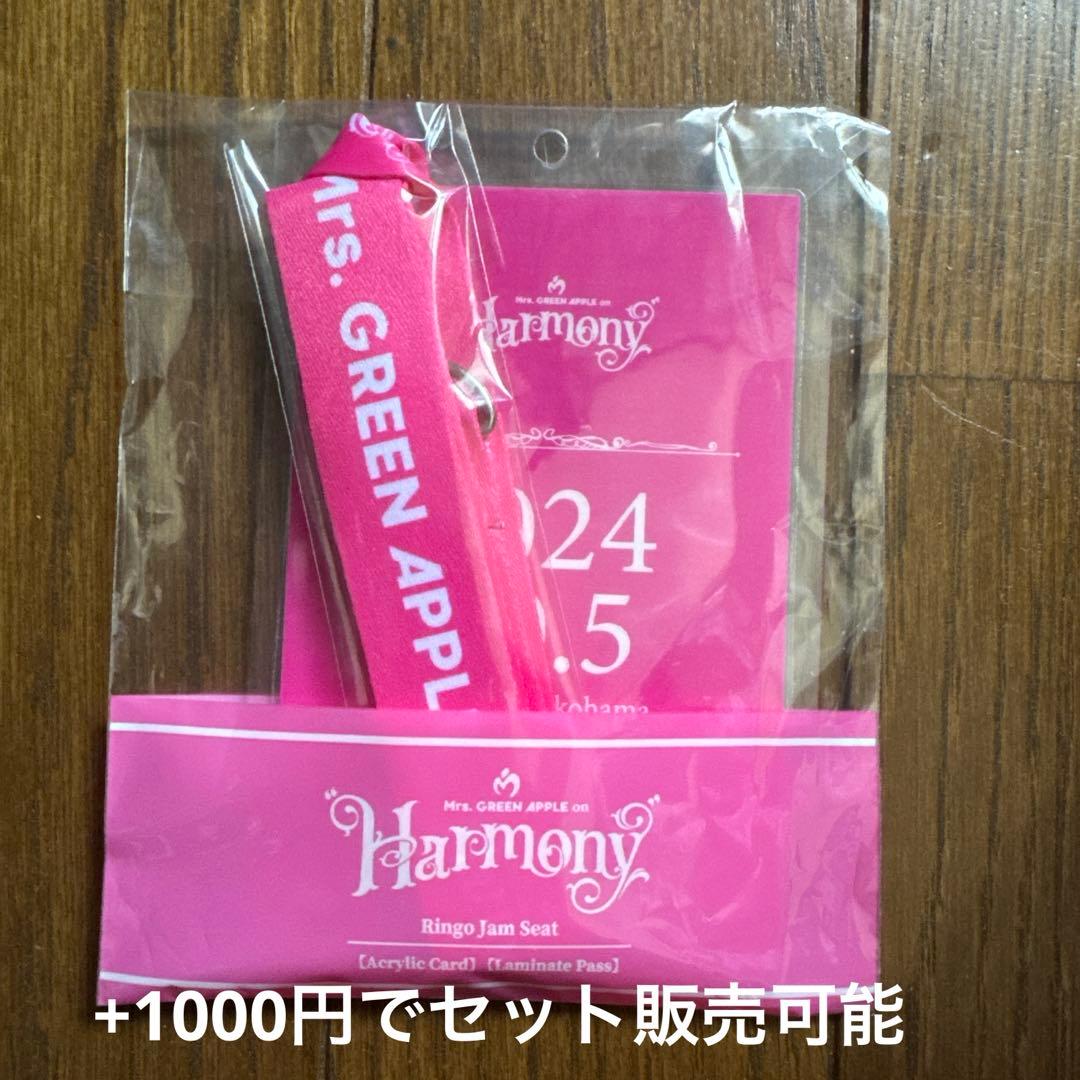 Mrs. GREEN APPL
Mrs. GREEN APPLE on
"Harmony"
024
.5
kohama
Mrs. GREEN APPLE on
"Harmony"
Ringo Jam Seat
【Acrylic Card】【Laminate Pass】
+1000円でセット販売可能